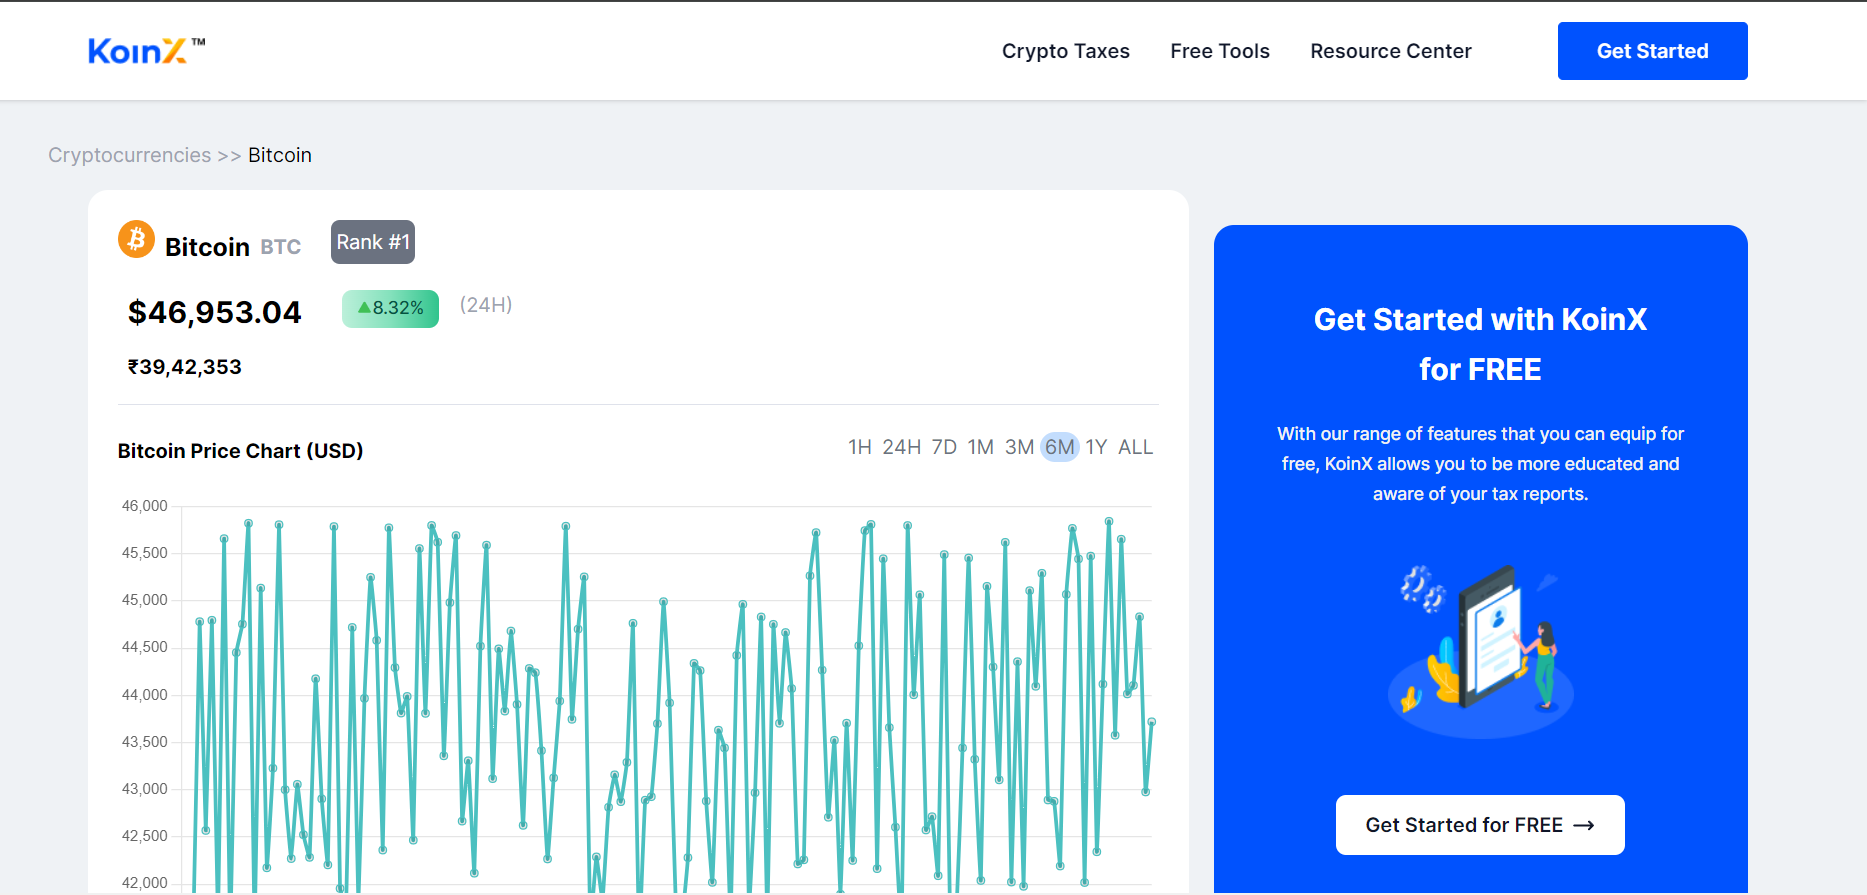 KoinX™
Crypto Taxes
Free Tools
Resource Center
Get Started
Cryptocurrencies >> Bitcoin
Bitcoin BTC
Rank #1
$46,953.04
▲8.32%
(24H)
₹39,42,353
Bitcoin Price Chart (USD)
1H 24H 7D 1M 3M 6M 1Y ALL
46,000
45,500
45,000
44,500
44,000
43,500
43,000
42,500
42,000
Get Started with KoinX
for FREE
With our range of features that you can equip for
free, KoinX allows you to be more educated and
aware of your tax reports.
Get Started for FREE →